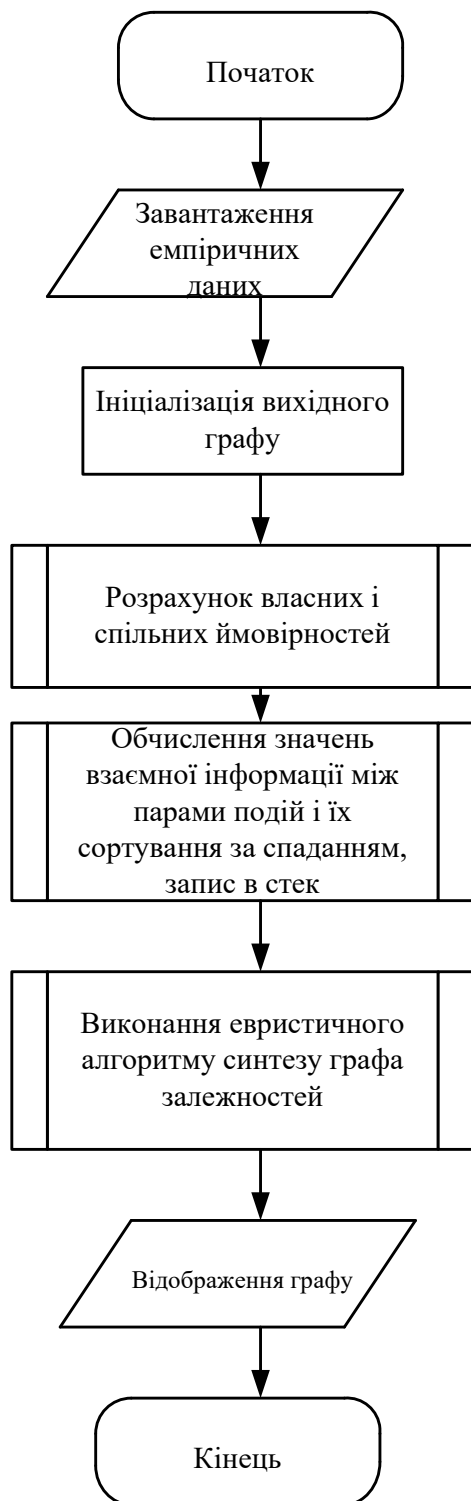 Початок
Завантаження
емпіричних
даних
Ініціалізація вихідного
графу
Розрахунок власних і
спільних ймовірностей
Обчислення значень
взаємної інформації між
парами подій і їх
сортування за спаданням,
запис в стек
Виконання евристичного
алгоритму синтезу графа
залежностей
Відображення графу
Кінець